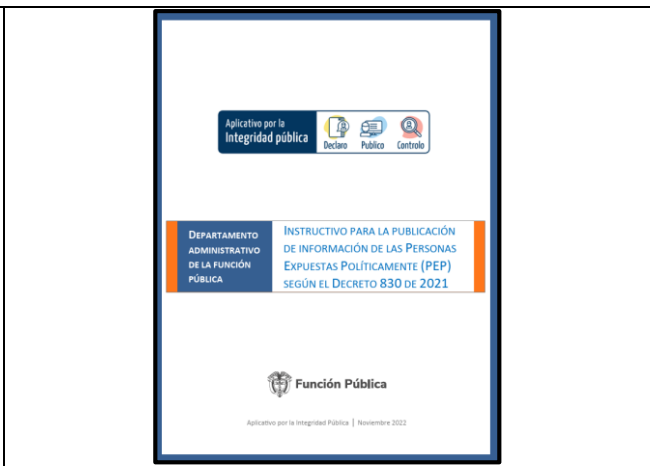 Aplicativo por la
Integridad pública
Declaro Publico Controlo
DEPARTAMENTO
ADMINISTRATIVO
DE LA FUNCIÓN
PÚBLICA
INSTRUCTIVO PARA LA PUBLICACIÓN
DE INFORMACIÓN DE LAS PERSONAS
EXPUESTAS POLÍTICAMENTE (PEP)
SEGÚN EL DECRETO 830 DE 2021
Función Pública
Aplicativo por la Integridad Pública | Noviembre 2022